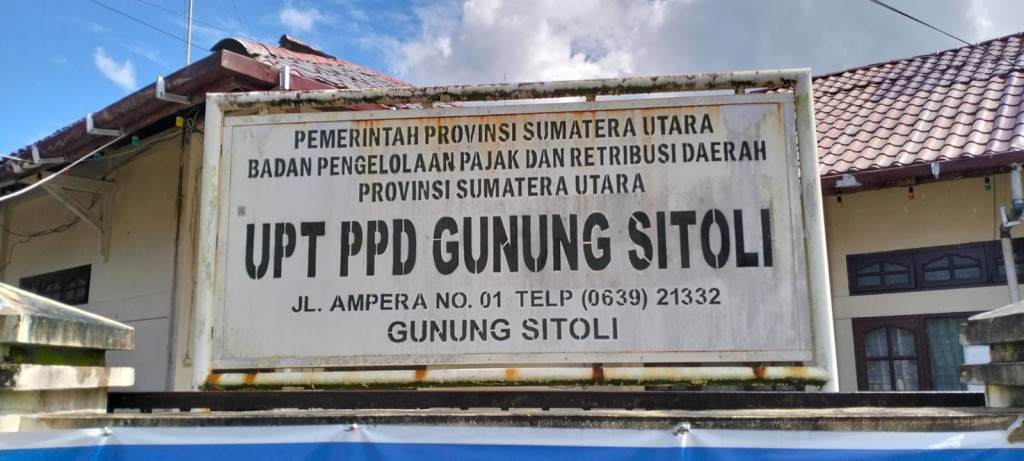 PEMERINTAH PROVINSI SUMATERA UTARA
BADAN PENGELOLAAN PAJAK DAN RETRIBUSI DAERAH
PROVINSI SUMATERA UTARA
UPT PPD GUNUNG SITOLI
JL. AMPERA NO. 01 TELP (0639) 21332
GUNUNG SITOLI